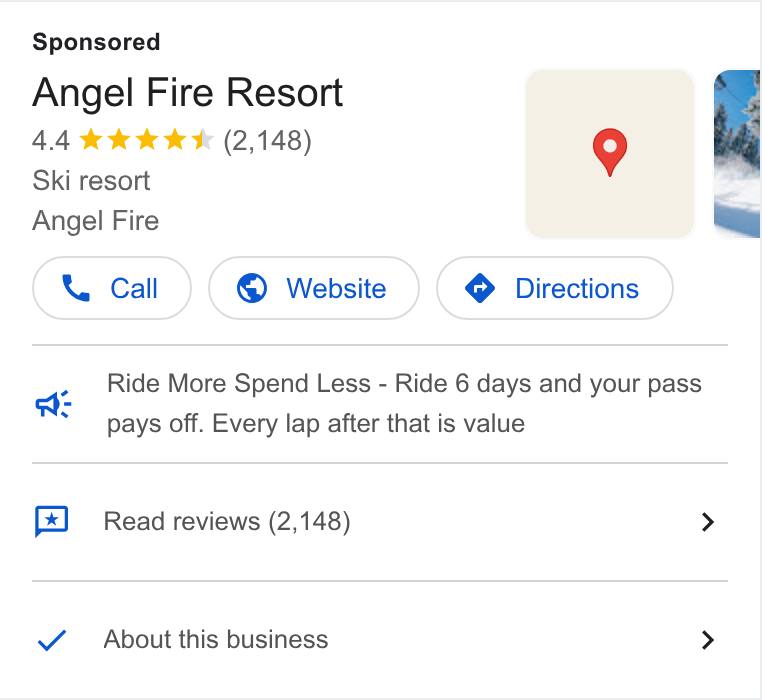 Sponsored
Angel Fire Resort
4.4 (2,148)
Ski resort
Angel Fire
Call
Website
Directions
Ride More Spend Less - Ride 6 days and your pass
pays off. Every lap after that is value
Read reviews (2,148)
About this business